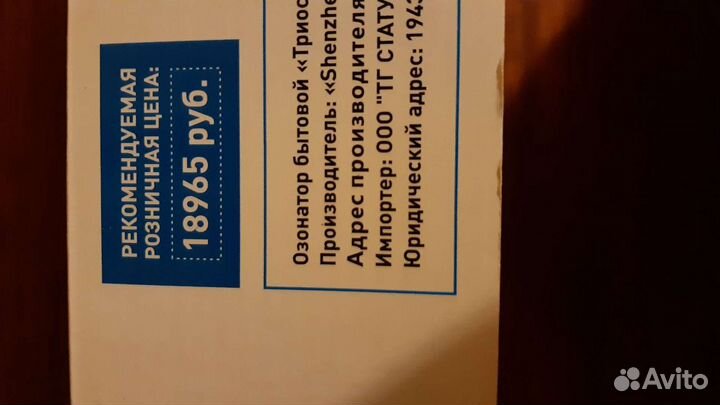 РЕКОМЕНДУЕМАЯ
РОЗНИЧНАЯ ЦЕНА:
18965 руб.
Озонатор бытовой «Триос
Производитель: «Shenzhe
Адрес производителя
Импортер: ООО "ТГ СТАТУ
Юридический адрес: 1943
Avito